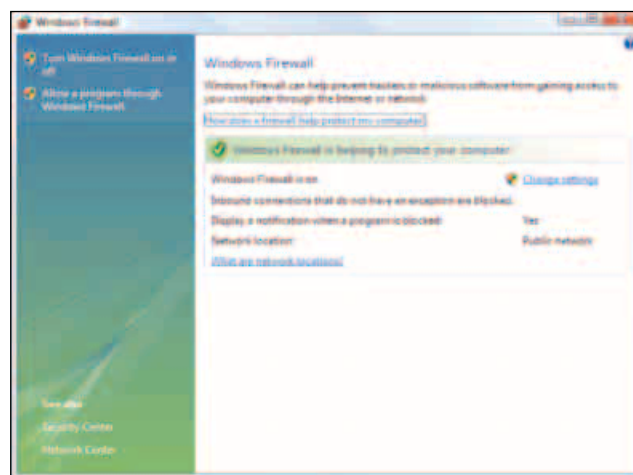 Windows Firewall
Turn Windows Firewall on or
off
Allow a program through
Windows Firewall
See also
Security Center
Network Center
Windows Firewall
Windows Firewall can help prevent hackers or malicious software from gaining access to
your computer through the Internet or network.
How does a firewall help protect my computer?
Windows Firewall is helping to protect your computer
Windows Firewall is on.
Change settings
Inbound connections that do not have an exception are blocked.
Display a notification when a program is blocked:
Yes
Network location:
Public network
What are network locations?